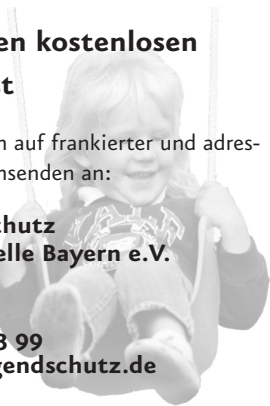 en kostenlosen
t
auf frankierter und adres-
nsenden an:
chutz
elle Bayern e.V.
3 99
gendschutz.de